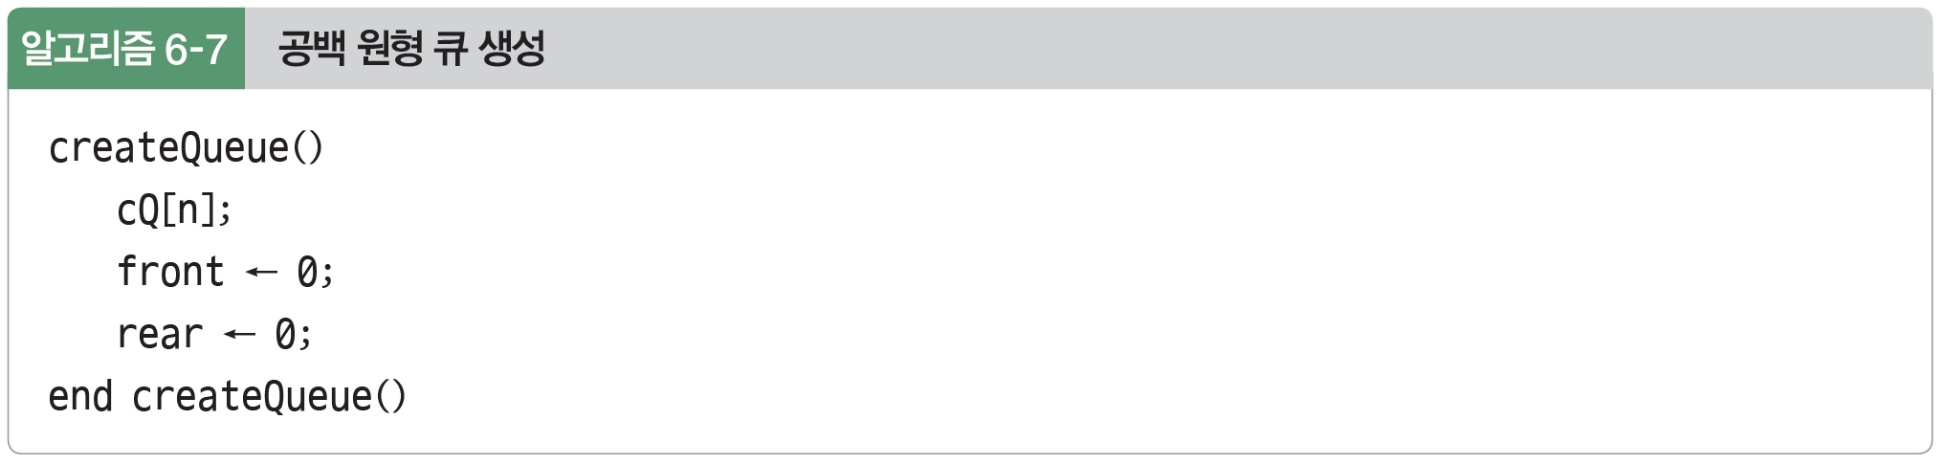 알고리즘 6-7 공백 원형 큐 생성
createQueue()
cQ[n];
front ← 0;
rear ← 0;
end createQueue()